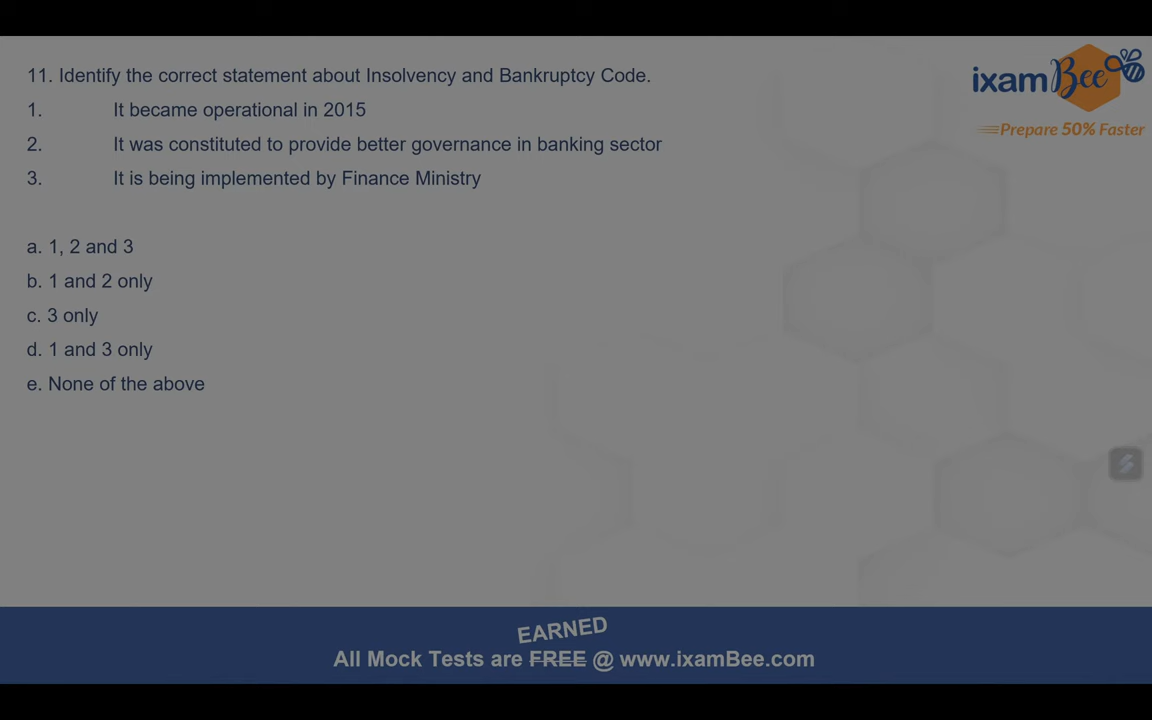 11. Identify the correct statement about Insolvency and Bankruptcy Code.
1. It became operational in 2015
2. It was constituted to provide better governance in banking sector
3. It is being implemented by Finance Ministry
a. 1, 2 and 3
b. 1 and 2 only
c. 3 only
d. 1 and 3 only
e. None of the above
ixamBee
Prepare 50% Faster
EARNED
All Mock Tests are FREE @ www.ixamBee.com